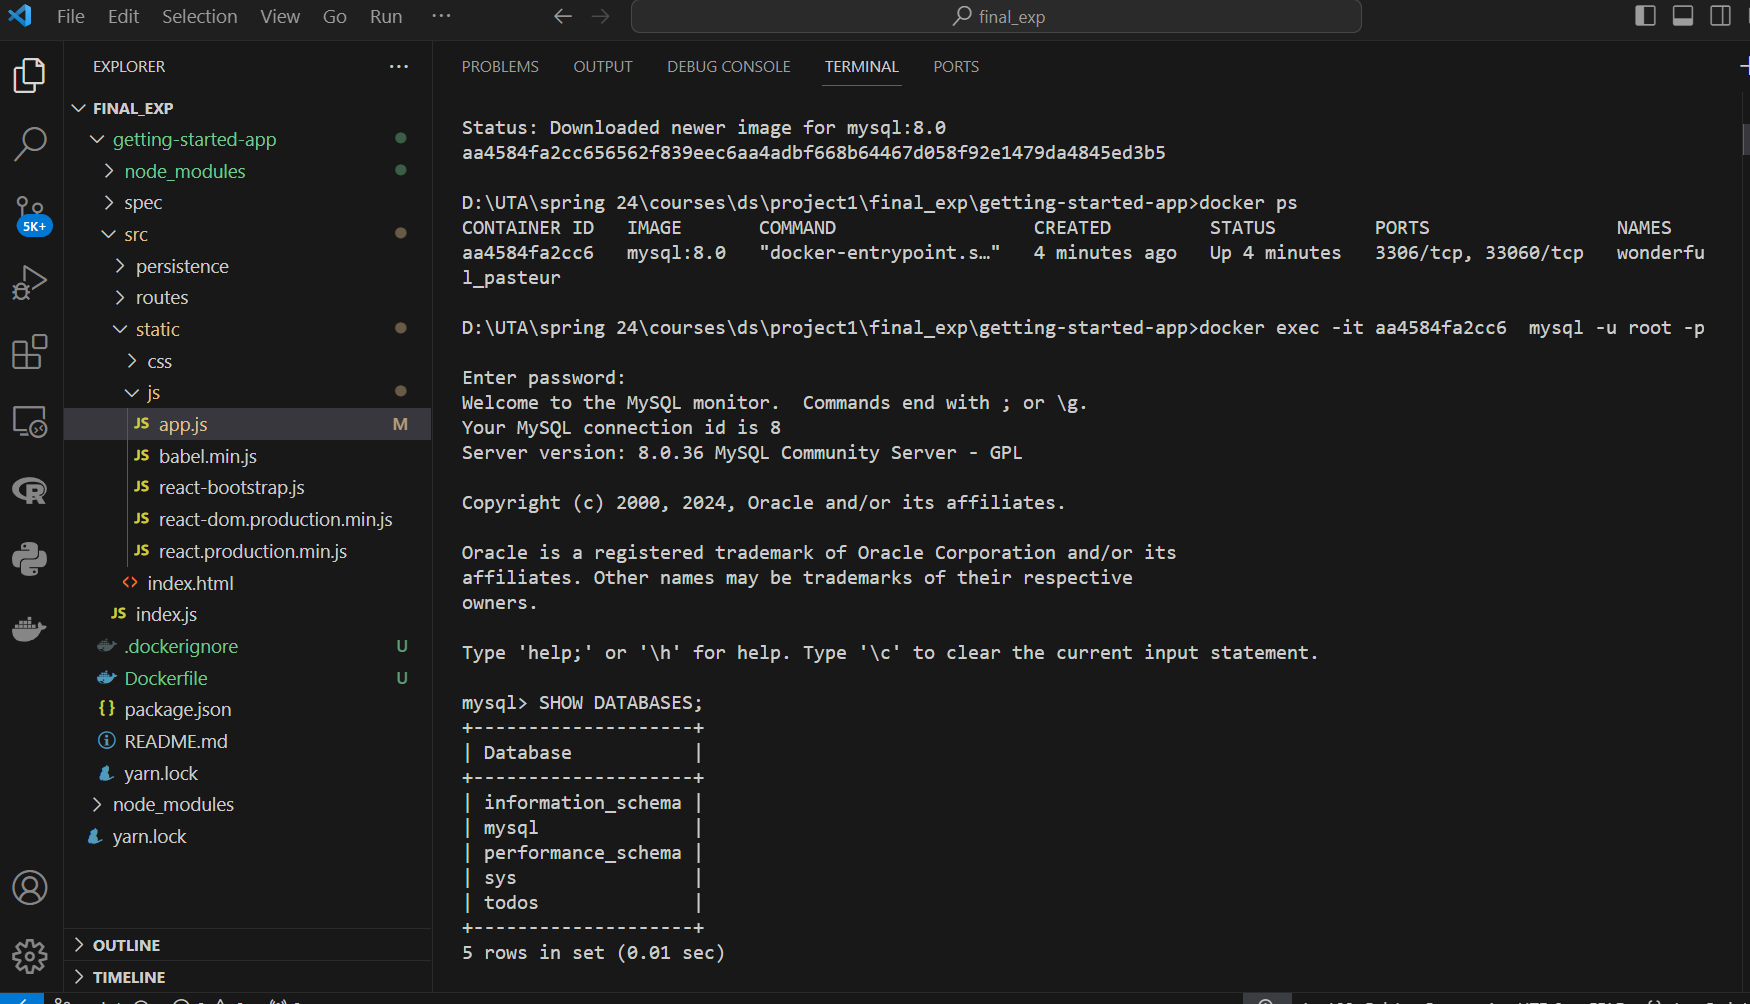 File Edit Selection View Go Run ···
final_exp
EXPLORER ···
FINAL_EXP
getting-started-app
node_modules
5K+
spec
src
persistence
routes
static
css
js
JS app.js M
JS babel.min.js
JS react-bootstrap.js
JS react-dom.production.min.js
JS react.production.min.js
<> index.html
JS index.js
.dockerignore U
Dockerfile U
{} package.json
README.md
yarn.lock
node_modules
yarn.lock
OUTLINE
TIMELINE
PROBLEMS OUTPUT DEBUG CONSOLE TERMINAL PORTS
Status: Downloaded newer image for mysql:8.0
aa4584fa2cc656562f839eec6aa4adbf668b64467d058f92e1479da4845ed3b5
D:\UTA\spring 24\courses\ds\project1\final_exp\getting-started-app>docker ps
CONTAINER ID IMAGE COMMAND CREATED STATUS PORTS NAMES
aa4584fa2cc6 mysql:8.0 "docker-entrypoint.s…" 4 minutes ago Up 4 minutes 3306/tcp, 33060/tcp wonderfu
l_pasteur
D:\UTA\spring 24\courses\ds\project1\final_exp\getting-started-app>docker exec -it aa4584fa2cc6 mysql -u root -p
Enter password:
Welcome to the MySQL monitor. Commands end with ; or \g.
Your MySQL connection id is 8
Server version: 8.0.36 MySQL Community Server - GPL
Copyright (c) 2000, 2024, Oracle and/or its affiliates.
Oracle is a registered trademark of Oracle Corporation and/or its
affiliates. Other names may be trademarks of their respective
owners.
Type 'help;' or '\h' for help. Type '\c' to clear the current input statement.
mysql> SHOW DATABASES;
+--------------------+
| Database           |
+--------------------+
| information_schema |
| mysql              |
| performance_schema |
| sys                |
| todos              |
+--------------------+
5 rows in set (0.01 sec)